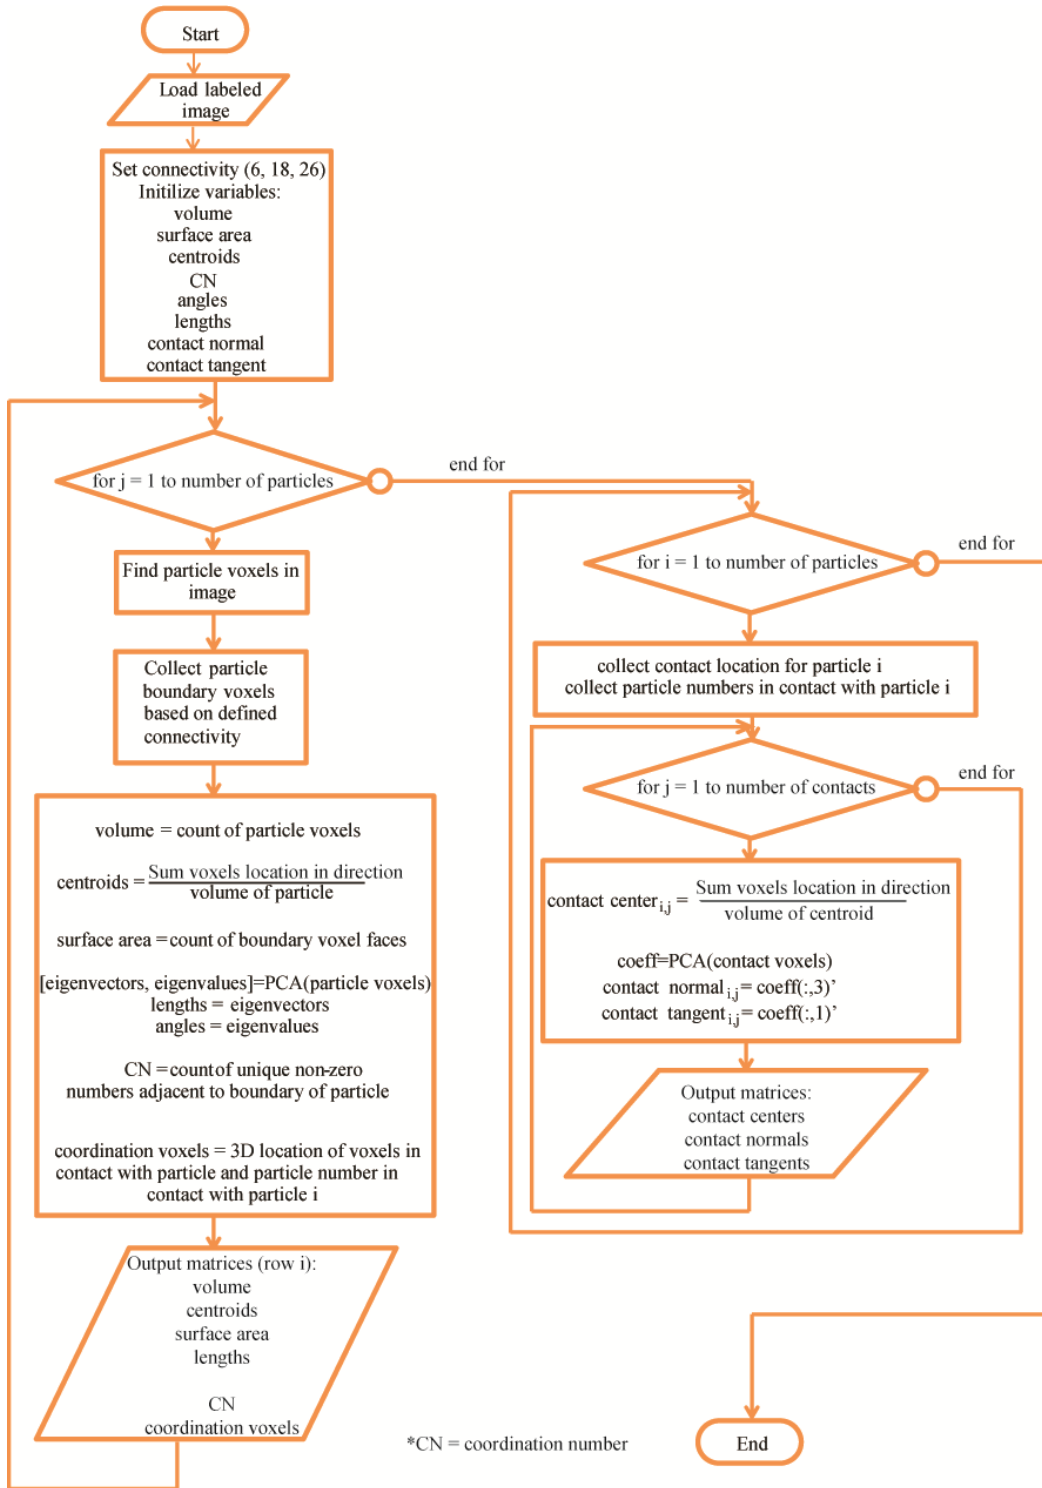 Start
Load labeled
image
Set connectivity (6, 18, 26)
Initilize variables:
volume
surface area
centroids
CN
angles
lengths
contact normal
contact tangent
for j = 1 to number of particles
end for
Find particle voxels in
image
Collect particle
boundary voxels
based on defined
connectivity
volume = count of particle voxels
centroids = Sum voxels location in direction
volume of particle
surface area = count of boundary voxel faces
[eigenvectors, eigenvalues]=PCA(particle voxels)
lengths = eigenvectors
angles = eigenvalues
CN = count of unique non-zero
numbers adjacent to boundary of particle
coordination voxels = 3D location of voxels in
contact with particle and particle number in
contact with particle i
Output matrices (row i):
volume
centroids
surface area
lengths
CN
coordination voxels
for i = 1 to number of particles
end for
collect contact location for particle i
collect particle numbers in contact with particle i
for j = 1 to number of contacts
end for
contact center i,j = Sum voxels location in direction
volume of centroid
coeff=PCA(contact voxels)
contact normal i,j = coeff(:,3)’
contact tangent i,j = coeff(:,1)’
Output matrices:
contact centers
contact normals
contact tangents
*CN = coordination number
End